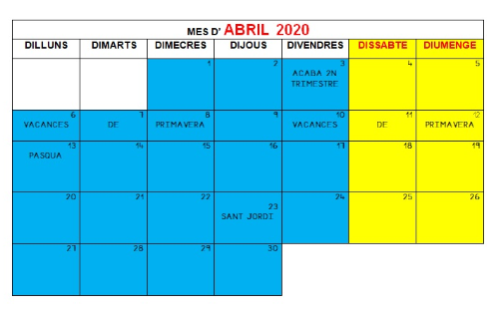 MES D' ABRIL 2020
DILLUNS DIMARTS DIMECRES DIJOUS DIVENDRES DISSABTE DIUMENGE
1 2 3 4 5
ACABA 2N
TRIMESTRE
6 7 8 9 10 11 12
VACANCES DE PRIMAVERA VACANCES DE PRIMAVERA
13 14 15 16 17 18 19
PASQUA
20 21 22 23 24 25 26
SANT JORDI
27 28 29 30